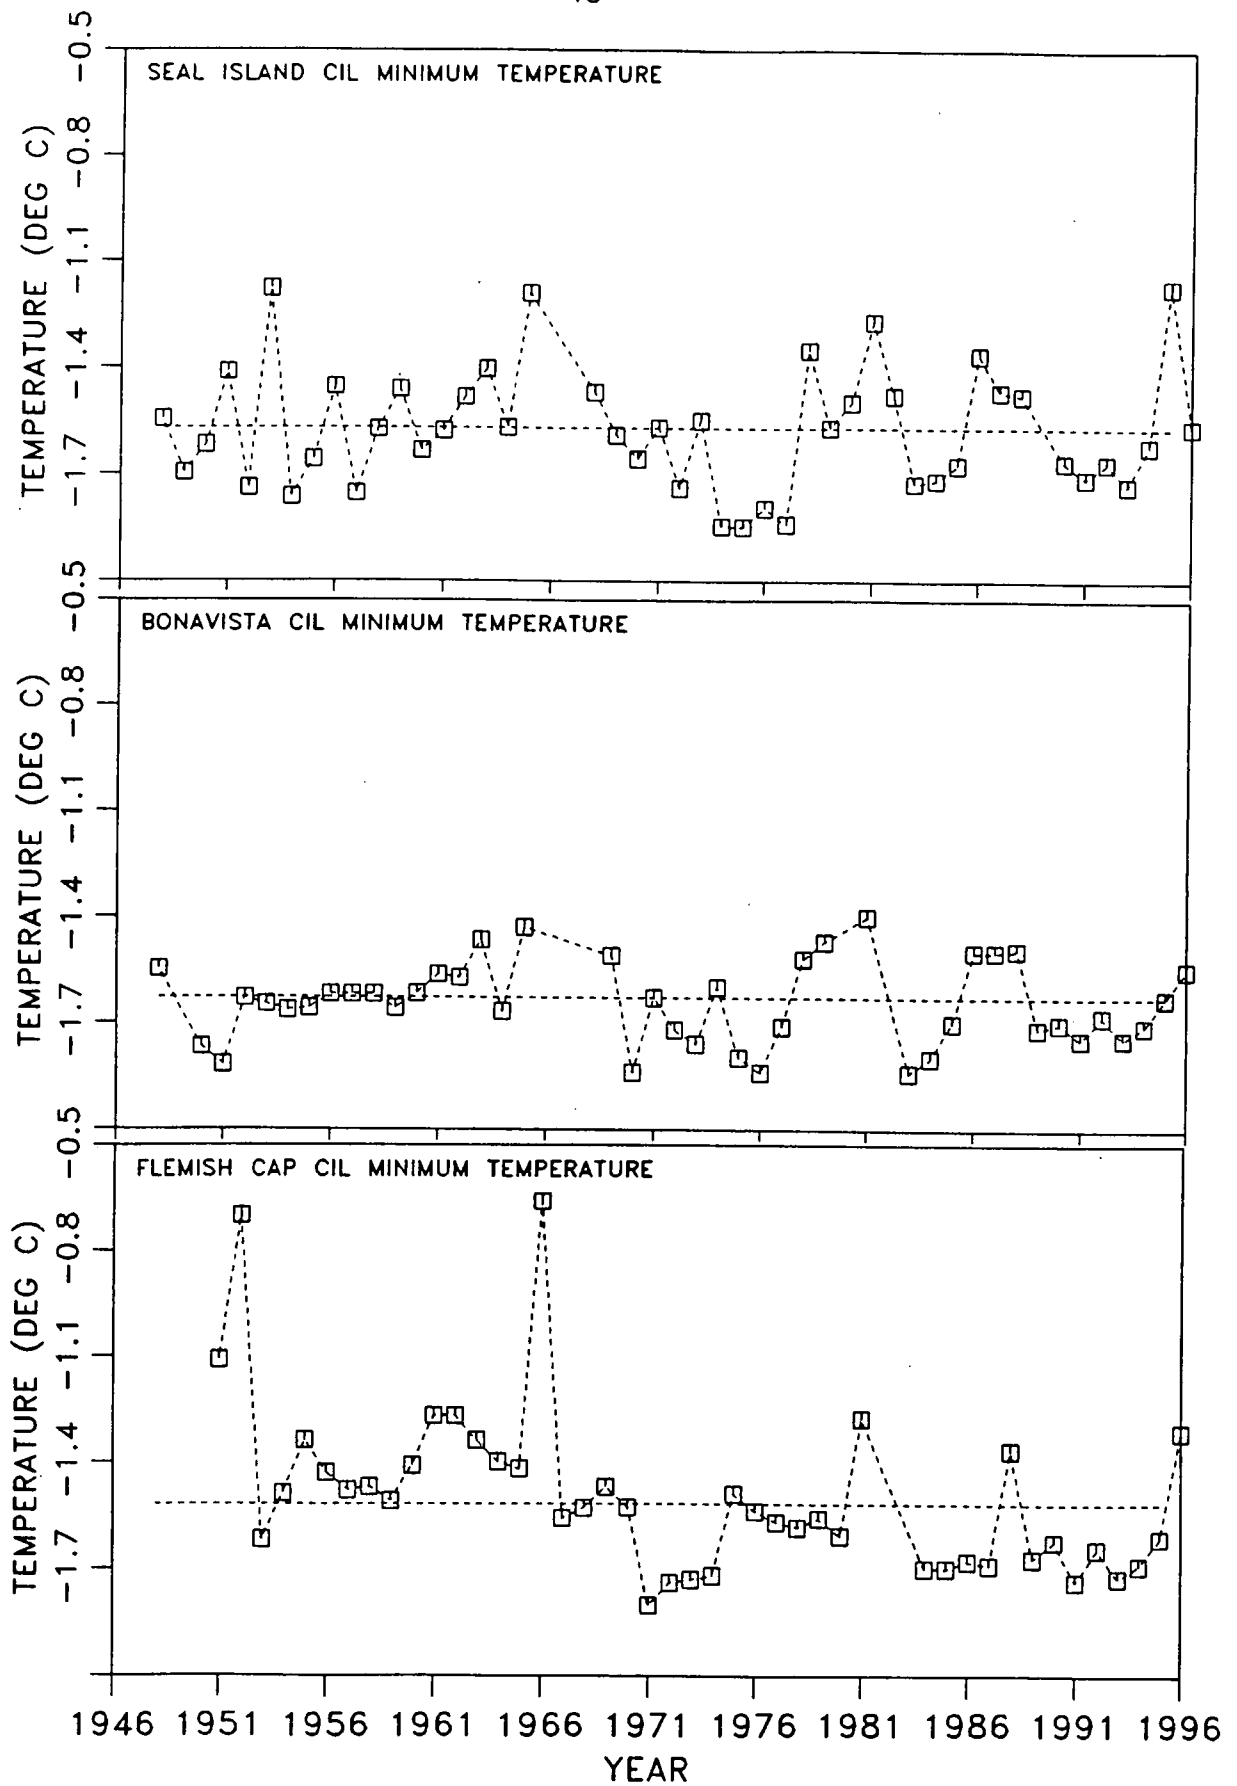 SEAL ISLAND CIL MINIMUM TEMPERATURE
TEMPERATURE (DEG C)
-0.5
-0.8
-1.1
-1.4
-1.7
BONAVISTA CIL MINIMUM TEMPERATURE
TEMPERATURE (DEG C)
-0.5
-0.8
-1.1
-1.4
-1.7
FLEMISH CAP CIL MINIMUM TEMPERATURE
TEMPERATURE (DEG C)
-0.5
-0.8
-1.1
-1.4
-1.7
1946 1951 1956 1961 1966 1971 1976 1981 1986 1991 1996
YEAR